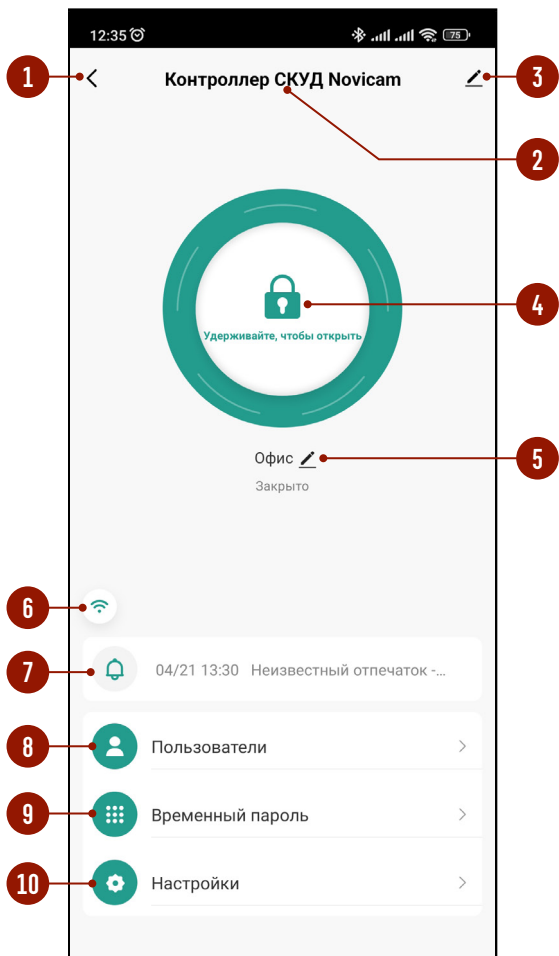 12:35 75
1 Контроллер СКУД Novicam 3
2
4
Удерживайте, чтобы открыть
Офис 5
Закрыто
6
7 04/21 13:30 Неизвестный отпечаток -...
8 Пользователи
9 Временный пароль
10 Настройки